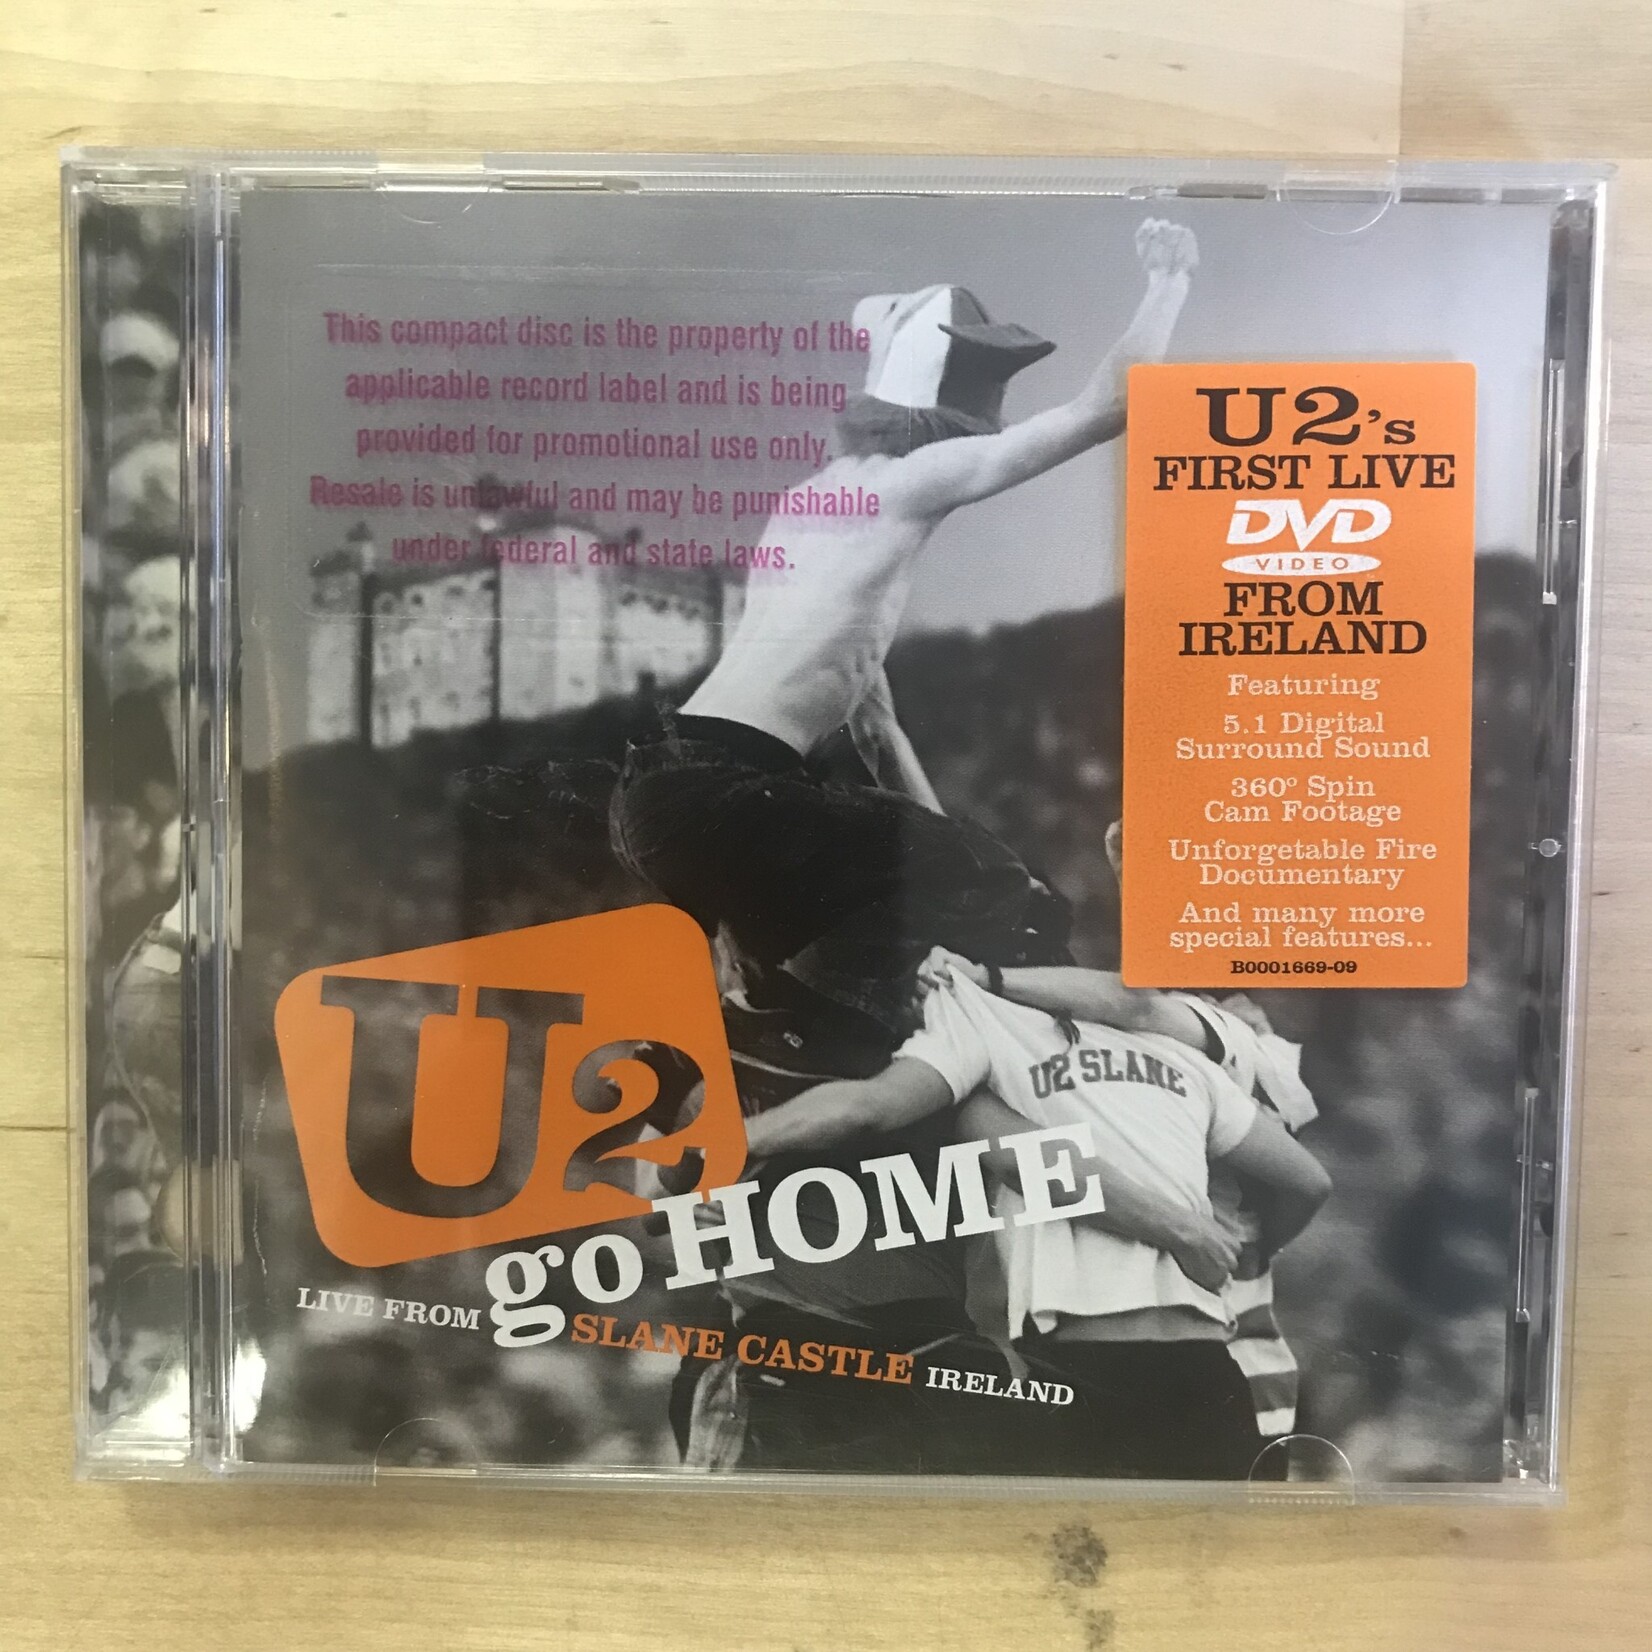 This compact disc is the property of the
applicable record label and is being
provided for promotional use only.
Resale is unlawful and may be punishable
under federal and state laws.
U2's
FIRST LIVE
DVD
VIDEO
FROM
IRELAND
Featuring
5.1 Digital
Surround Sound
360° Spin
Cam Footage
Unforgetable Fire
Documentary
And many more
special features...
B0001669-09
U2 SLANE
U2
go HOME
LIVE FROM SLANE CASTLE IRELAND